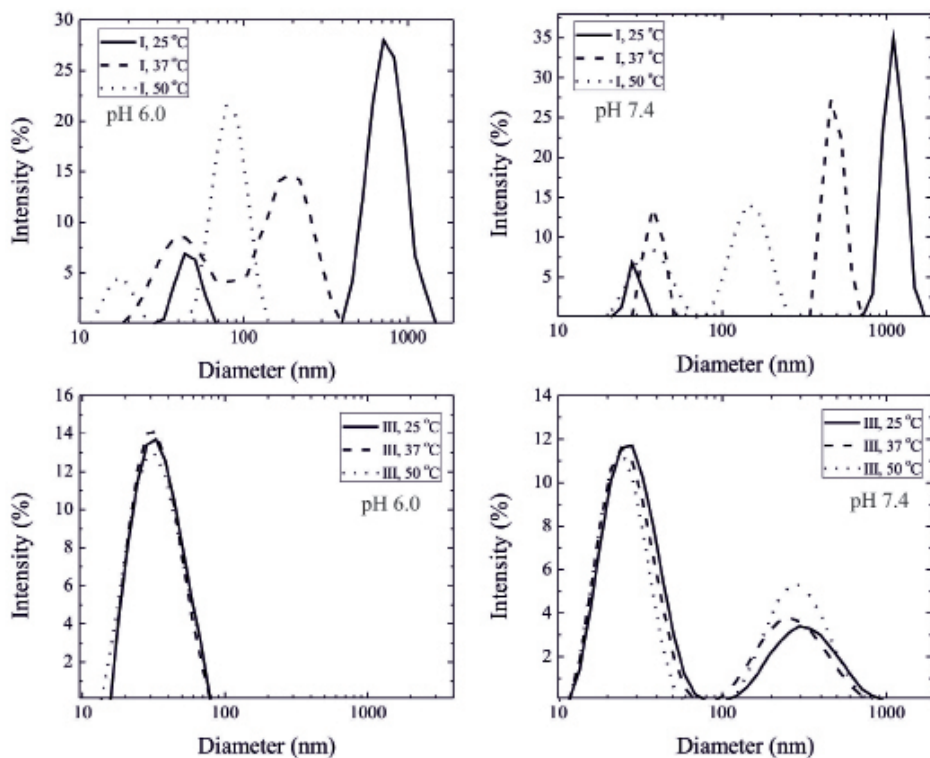 30
25
20
15
10
5
Intensity (%)
I, 25 °C
I, 37 °C
I, 50 °C
pH 6.0
10 100 1000
Diameter (nm)
35
30
25
20
15
10
5
Intensity (%)
I, 25 °C
I, 37 °C
I, 50 °C
pH 7.4
10 100 1000
Diameter (nm)
16
14
12
10
8
6
4
2
Intensity (%)
III, 25 °C
III, 37 °C
III, 50 °C
pH 6.0
10 100 1000
Diameter (nm)
14
12
10
8
6
4
2
Intensity (%)
III, 25 °C
III, 37 °C
III, 50 °C
pH 7.4
10 100 1000
Diameter (nm)